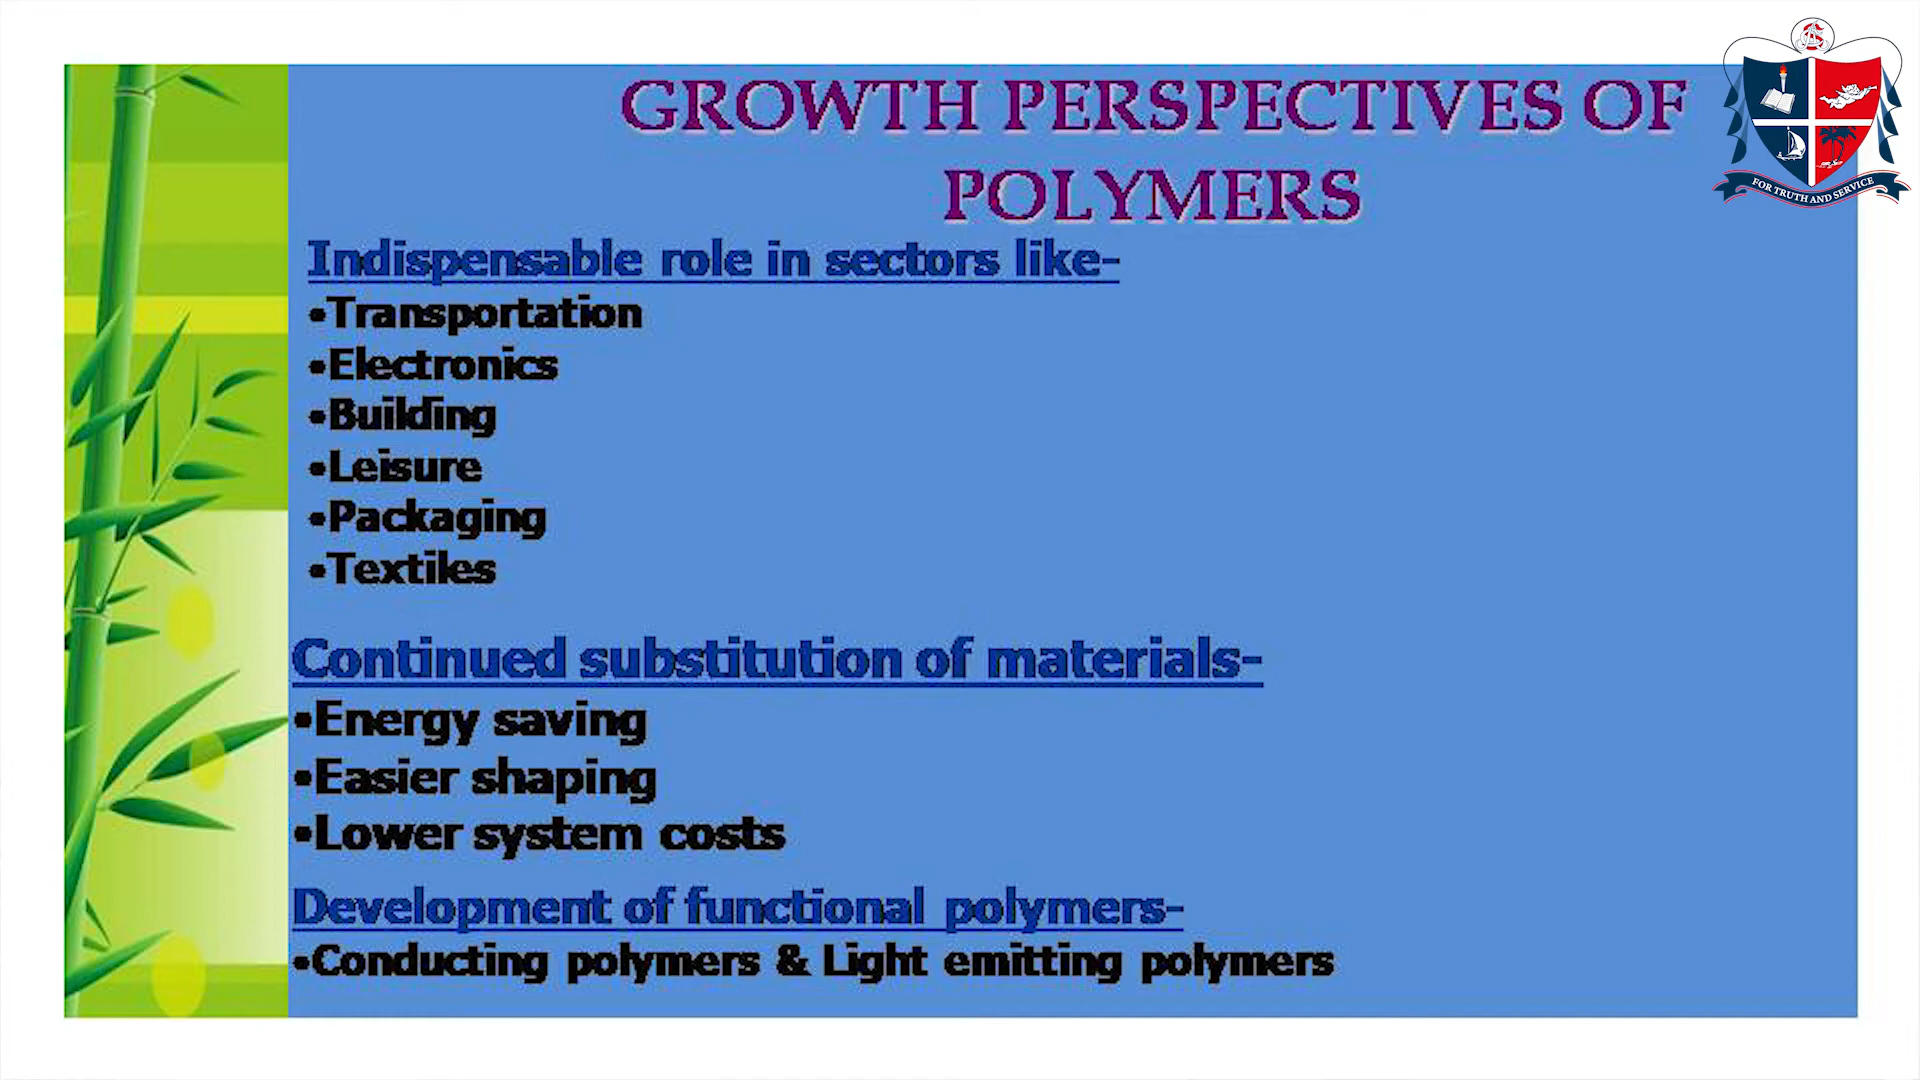 GROWTH PERSPECTIVES OF
POLYMERS
Indispensable role in sectors like-
•Transportation
•Electronics
•Building
•Leisure
•Packaging
•Textiles
Continued substitution of materials-
•Energy saving
•Easier shaping
•Lower system costs
Development of functional polymers-
•Conducting polymers & Light emitting polymers
FOR TRUTH AND SERVICE